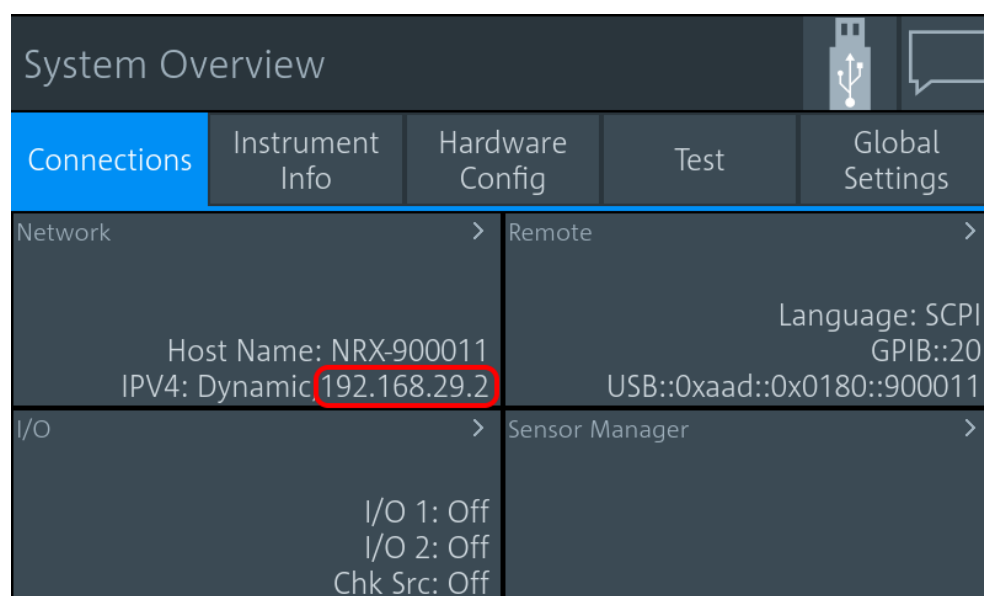 System Overview
Connections
Instrument
Info
Hardware
Config
Test
Global
Settings
Network >
Host Name: NRX-900011
IPV4: Dynamic, 192.168.29.2
Remote >
Language: SCPI
GPIB::20
USB::0xaad::0x0180::900011
I/O >
I/O 1: Off
I/O 2: Off
Chk Src: Off
Sensor Manager >